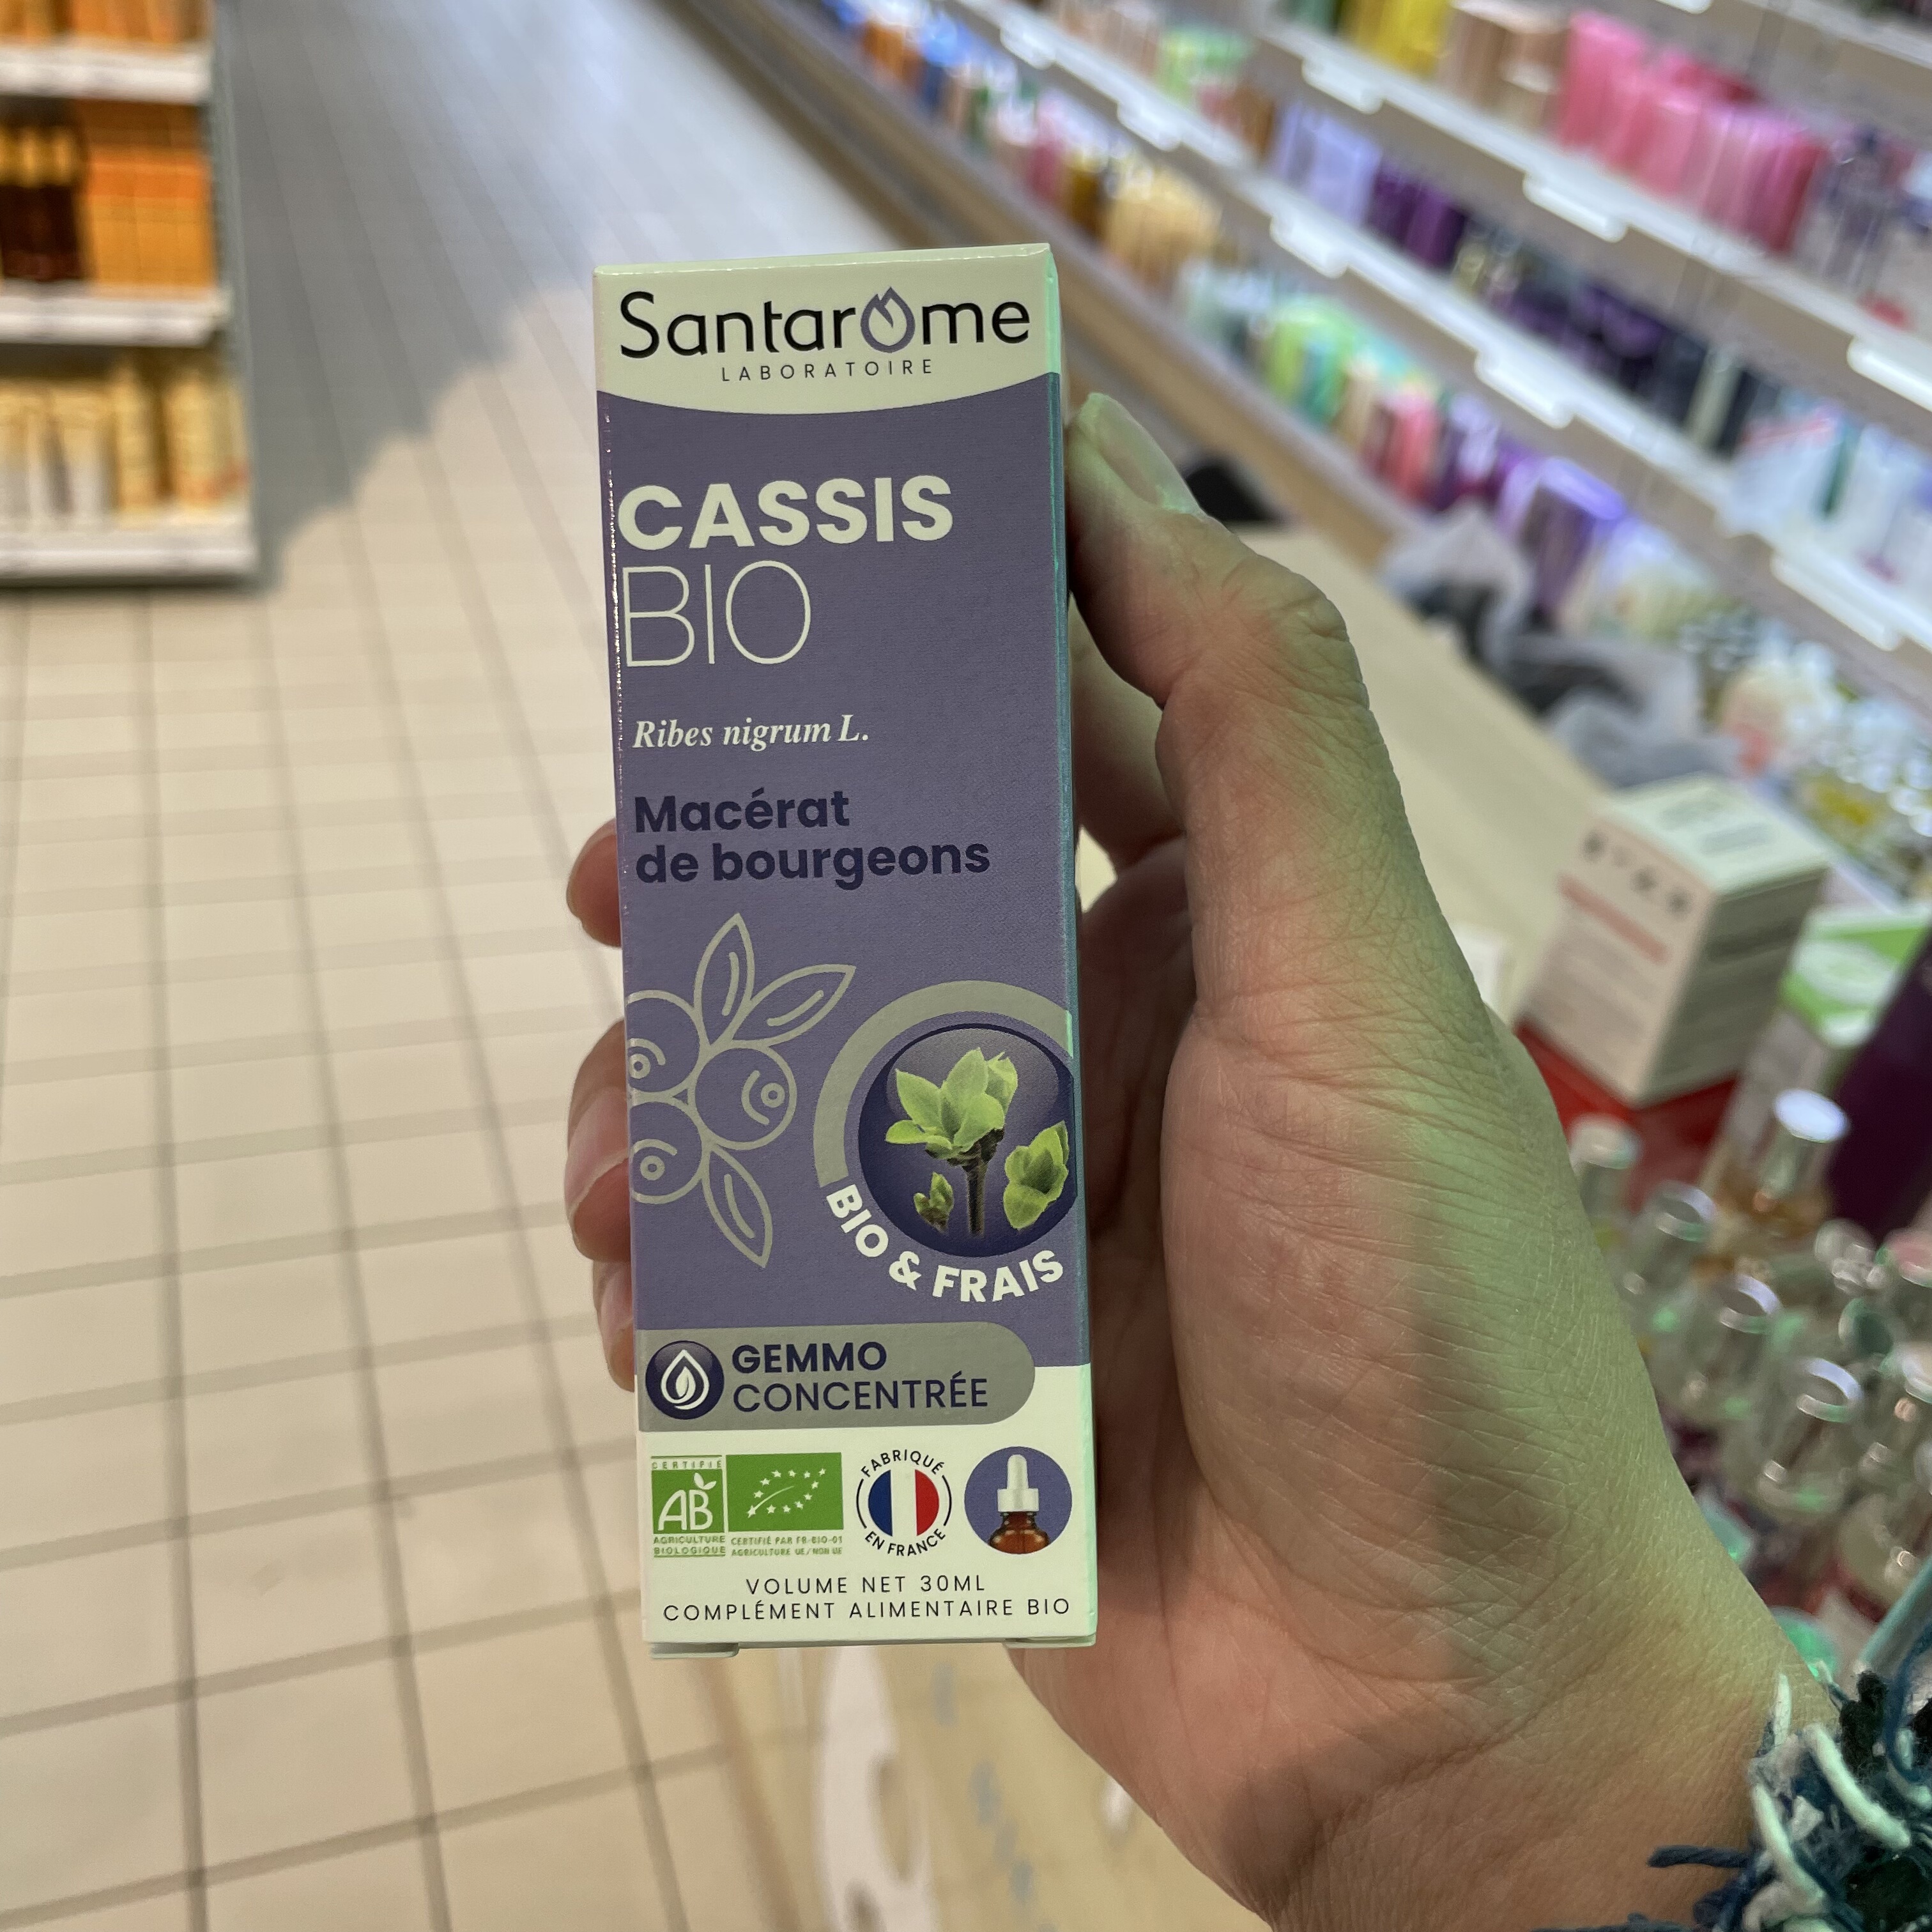 Santarôme
LABORATOIRE
CASSIS
BIO
Ribes nigrum L.
Macérat
de bourgeons
BIO & FRAIS
GEMMO
CONCENTRÉE
CERTIFIÉ
AB
AGRICULTURE
BIOLOGIQUE
CERTIFIÉ PAR FR-BIO-01
AGRICULTURE UE/NON UE
FABRIQUÉ
EN FRANCE
VOLUME NET 30ML
COMPLÉMENT ALIMENTAIRE BIO